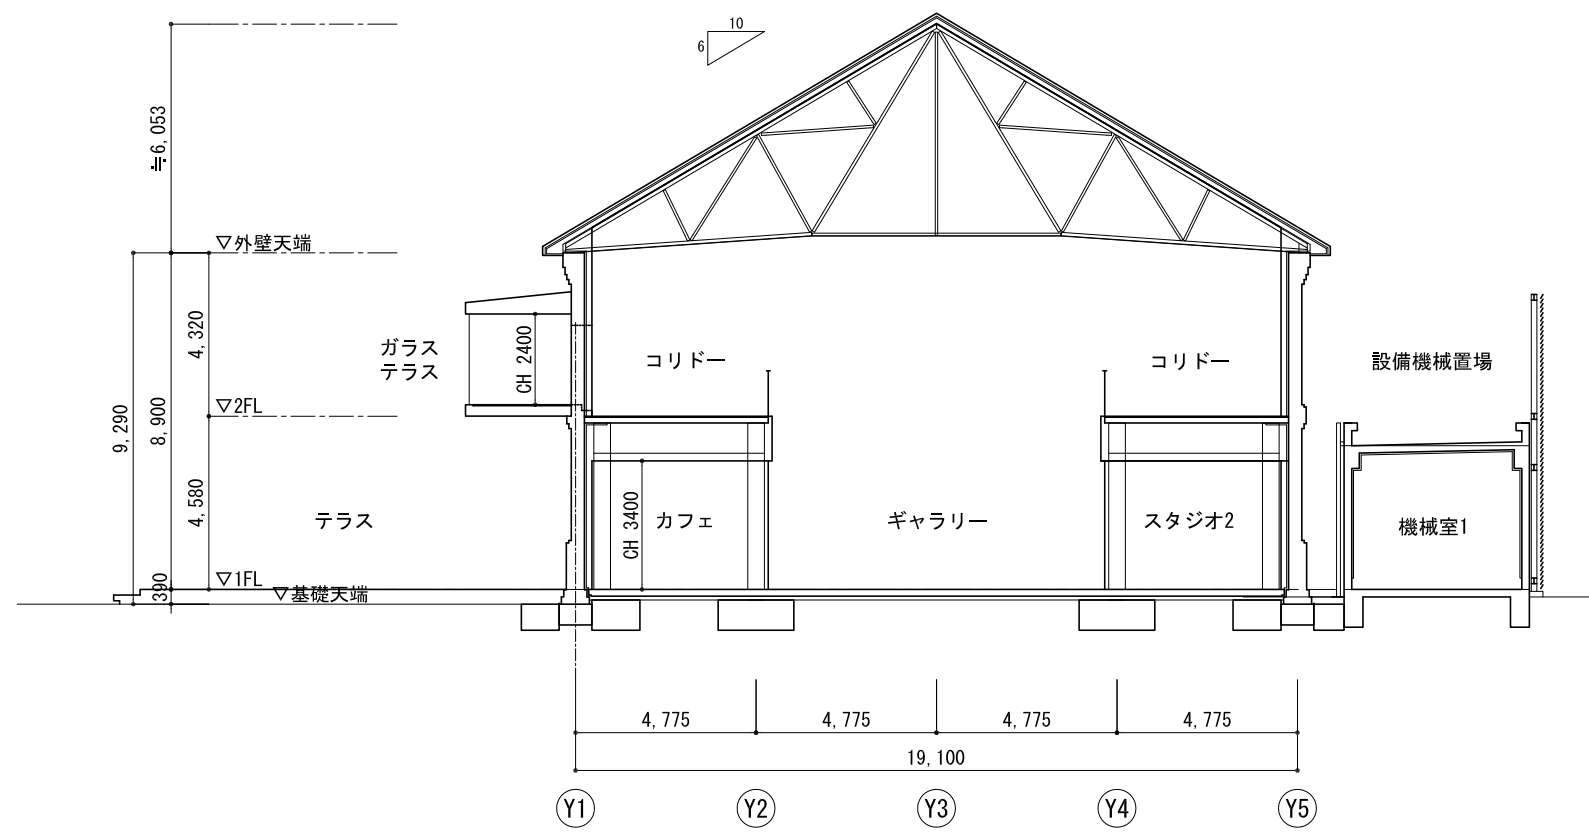 10
6
≒6,053
▽外壁天端
4,320
9,290
8,900
ガラス
テラス
CH 2400
コリドー
コリドー
設備機械置場
▽2FL
4,580
テラス
CH 3400
カフェ
ギャラリー
スタジオ2
機械室1
▽1FL
390
▽基礎天端
4,775
4,775
4,775
4,775
19,100
Y1
Y2
Y3
Y4
Y5